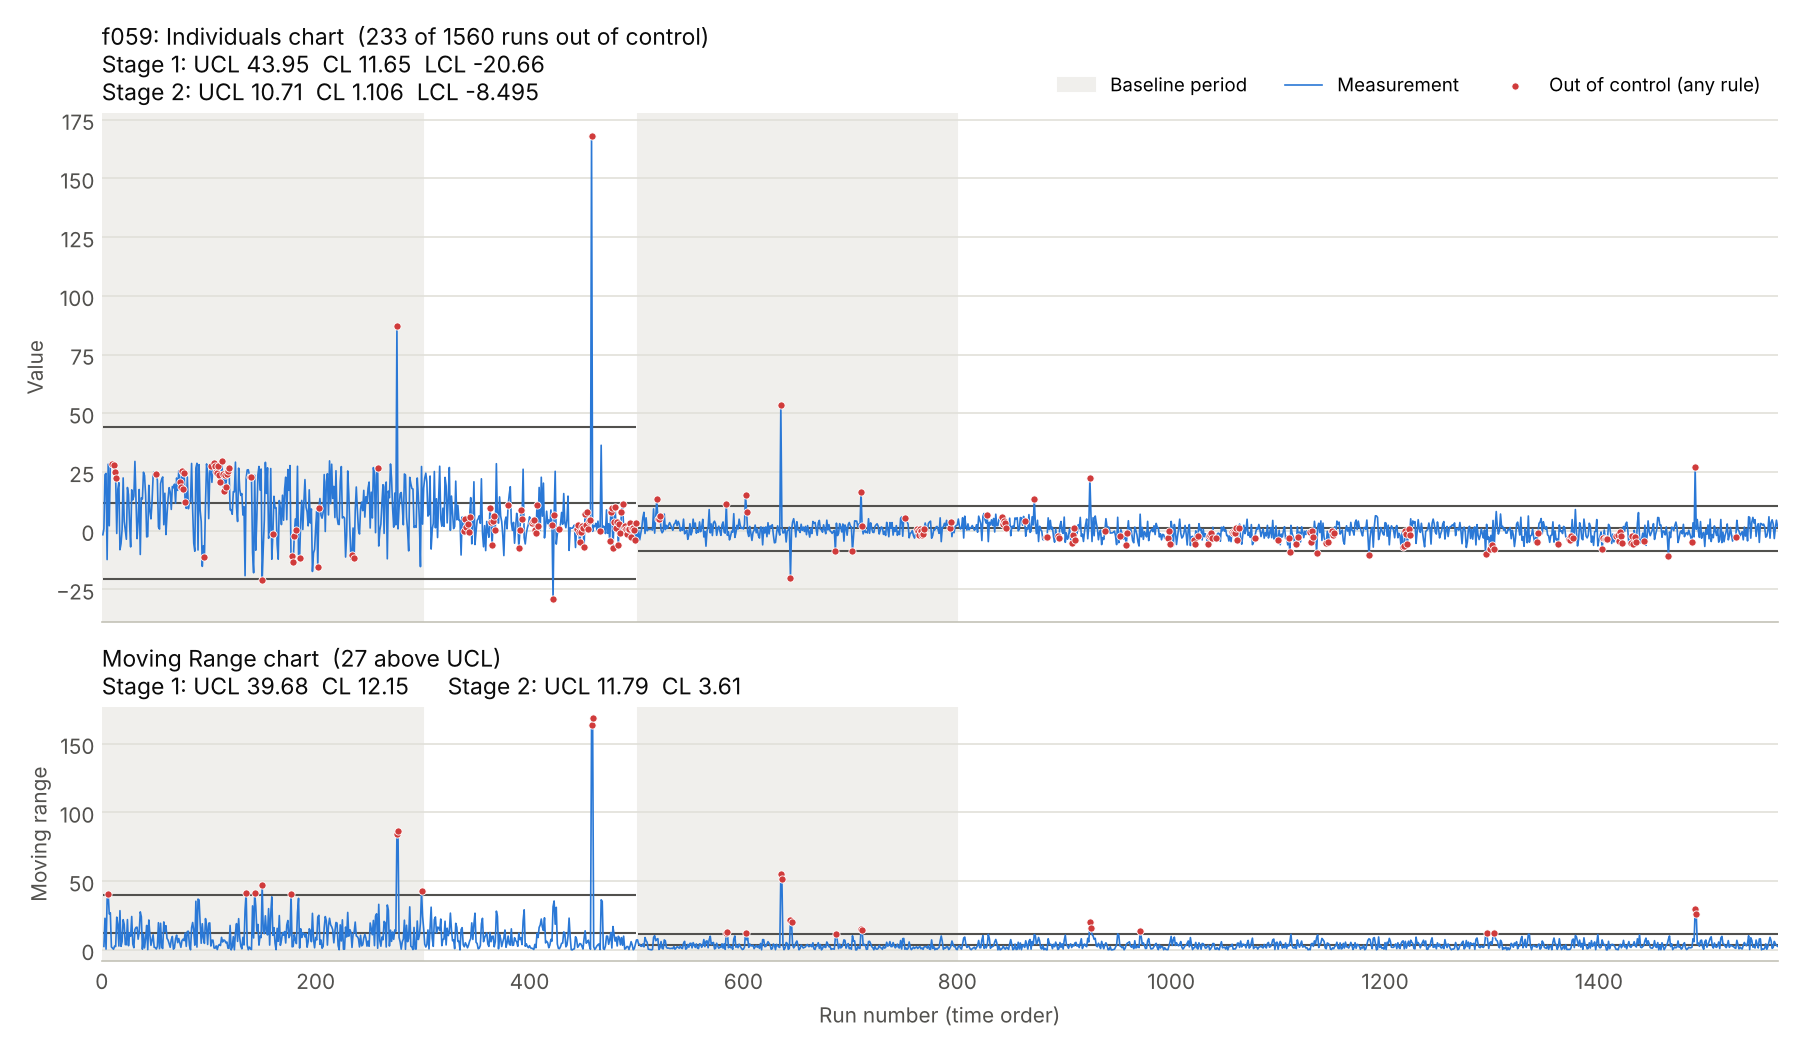 f059: Individuals chart  (233 of 1560 runs out of control)
Stage 1: UCL 43.95  CL 11.65  LCL -20.66
Stage 2: UCL 10.71  CL 1.106  LCL -8.495
Baseline period
Measurement
Out of control (any rule)
175
150
125
100
75
50
25
0
−25
Value
Moving Range chart  (27 above UCL)
Stage 1: UCL 39.68  CL 12.15      Stage 2: UCL 11.79  CL 3.61
150
100
50
0
Moving range
0 200 400 600 800 1000 1200 1400
Run number (time order)